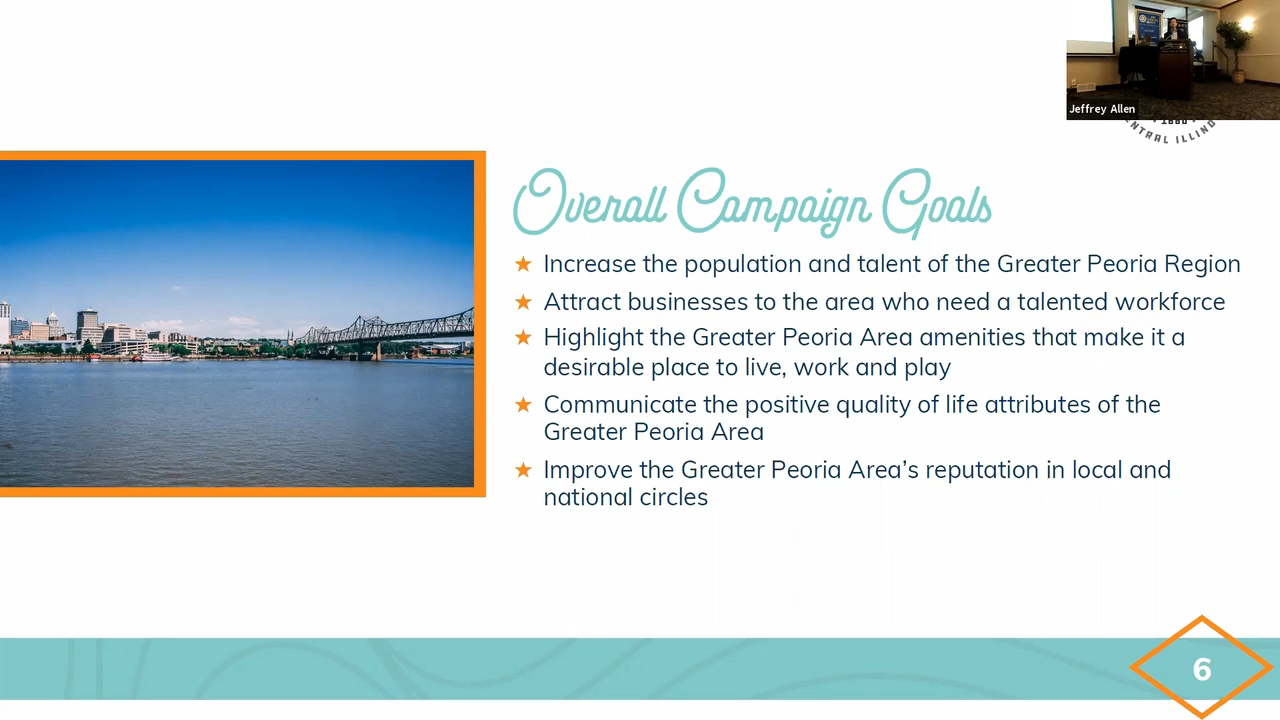 Jeffrey Allen
Overall Campaign Goals
Increase the population and talent of the Greater Peoria Region
Attract businesses to the area who need a talented workforce
Highlight the Greater Peoria Area amenities that make it a
desirable place to live, work and play
Communicate the positive quality of life attributes of the
Greater Peoria Area
Improve the Greater Peoria Area’s reputation in local and
national circles
6